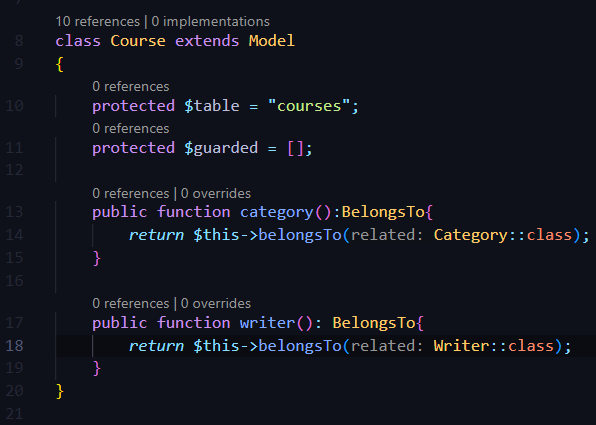 10 references | 0 implementations
8 class Course extends Model
9 {
0 references
10 protected $table = "courses";
0 references
11 protected $guarded = [];
12
0 references | 0 overrides
13 public function category():BelongsTo{
14 return $this->belongsTo(related: Category::class);
15 }
16
0 references | 0 overrides
17 public function writer(): BelongsTo{
18 return $this->belongsTo(related: Writer::class);
19 }
20 }
21